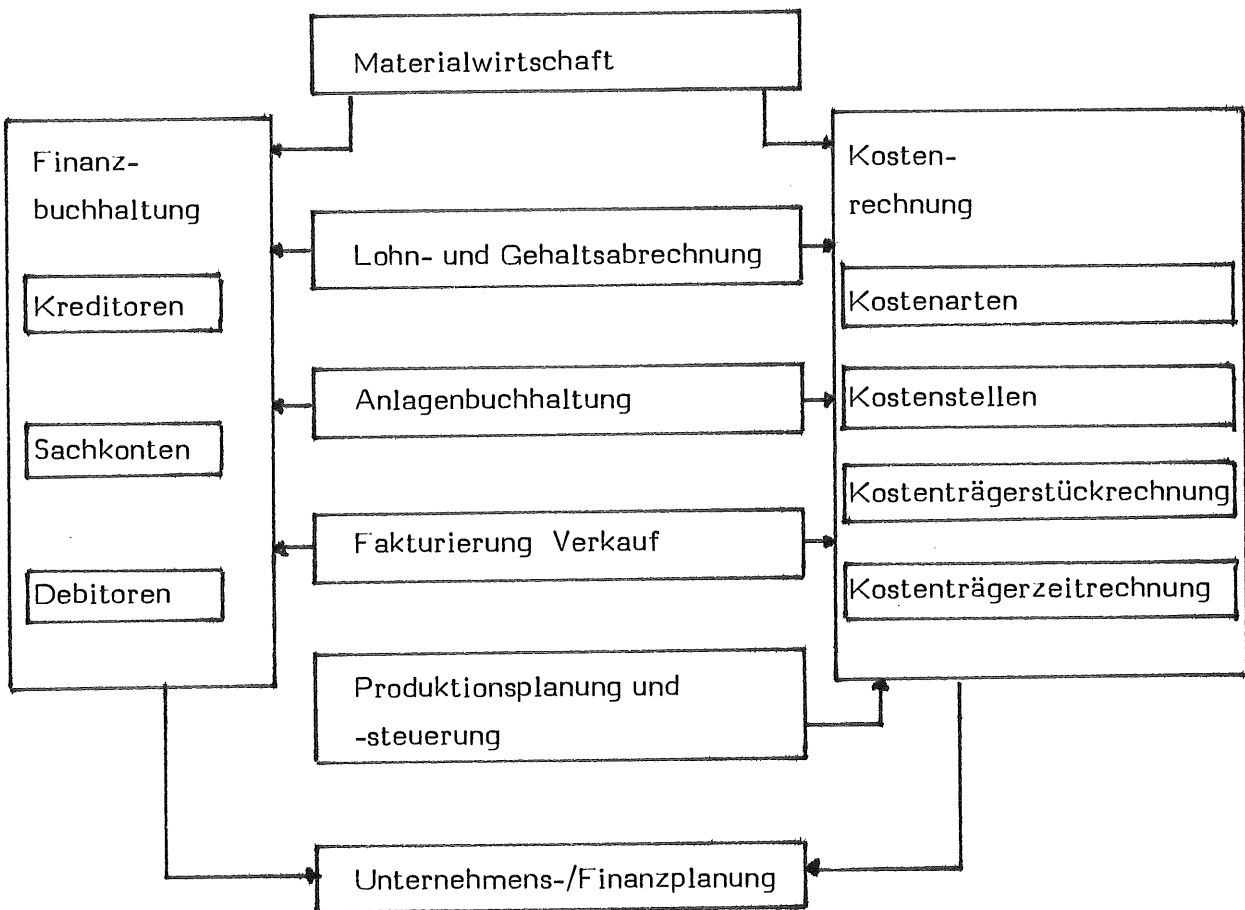 Materialwirtschaft
Finanz-
buchhaltung
Kreditoren
Sachkonten
Debitoren
Lohn- und Gehaltsabrechnung
Anlagenbuchhaltung
Fakturierung Verkauf
Produktionsplanung und
-steuerung
Kosten-
rechnung
Kostenarten
Kostenstellen
Kostenträgerstückrechnung
Kostenträgerzeitrechnung
Unternehmens-/Finanzplanung